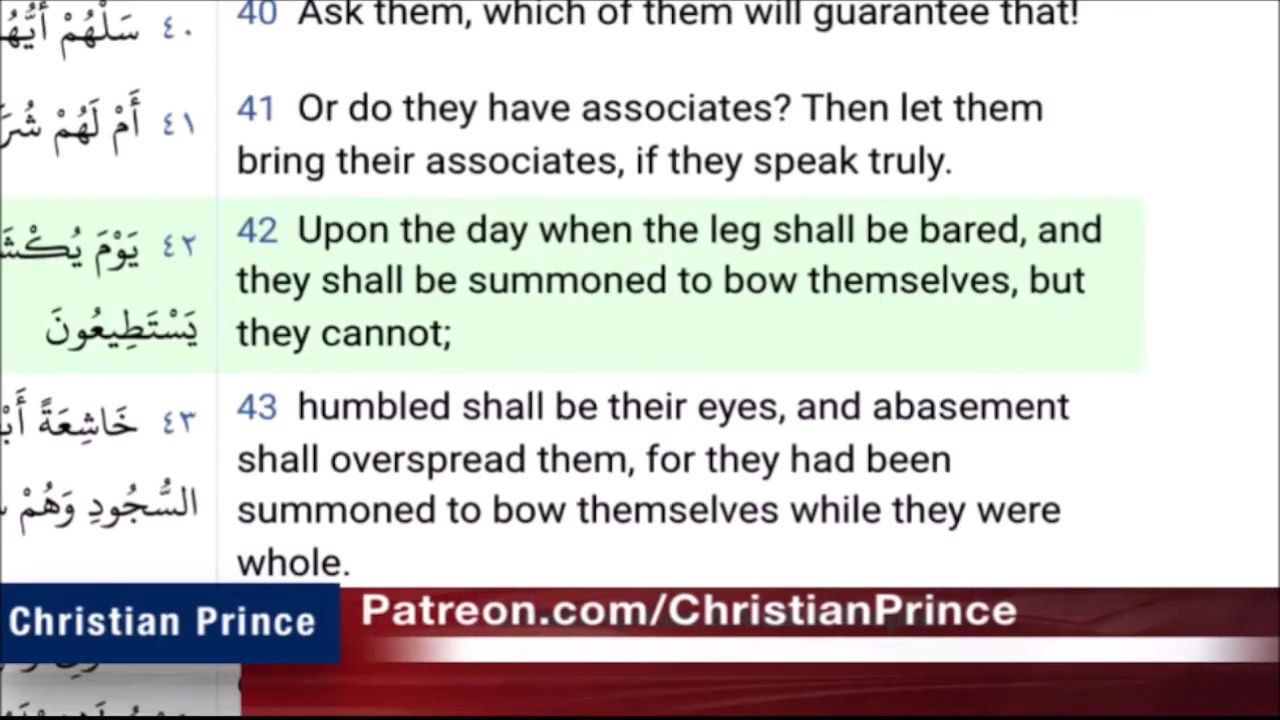 ٤٠ سَلْهُمْ
40 Ask them, which of them will guarantee that!
٤١ أَمْ لَهُمْ
41 Or do they have associates? Then let them
bring their associates, if they speak truly.
٤٢ يَوْمَ
يَسْتَطِيعُونَ
42 Upon the day when the leg shall be bared, and
they shall be summoned to bow themselves, but
they cannot;
٤٣ خَاشِعَةً
السُّجُودِ وَهُمْ
43 humbled shall be their eyes, and abasement
shall overspread them, for they had been
summoned to bow themselves while they were
whole.
Christian Prince
Patreon.com/ChristianPrince